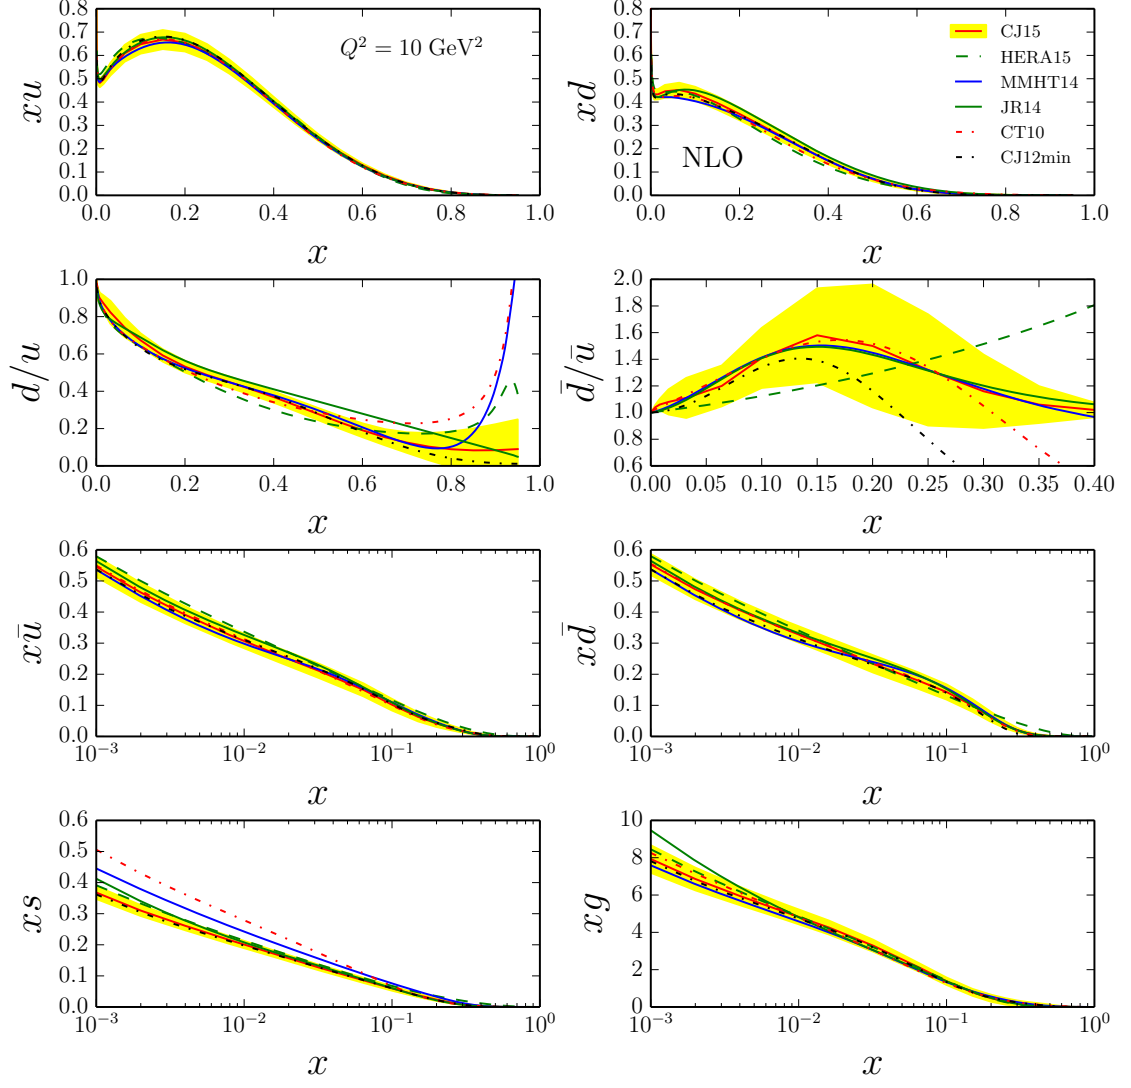 0.8
0.7
0.6
0.5
0.4
0.3
0.2
0.1
0.0
xu
Q² = 10 GeV²
0.0 0.2 0.4 0.6 0.8 1.0
x
0.8
0.7
0.6
0.5
0.4
0.3
0.2
0.1
0.0
xd
NLO
CJ15
HERA15
MMHT14
JR14
CT10
CJ12min
0.0 0.2 0.4 0.6 0.8 1.0
x
1.0
0.8
0.6
0.4
0.2
0.0
d/u
0.0 0.2 0.4 0.6 0.8 1.0
x
2.0
1.8
1.6
1.4
1.2
1.0
0.8
0.6
d̄/ū
0.00 0.05 0.10 0.15 0.20 0.25 0.30 0.35 0.40
x
0.6
0.5
0.4
0.3
0.2
0.1
0.0
xū
10⁻³ 10⁻² 10⁻¹ 10⁰
x
0.6
0.5
0.4
0.3
0.2
0.1
0.0
xd̄
10⁻³ 10⁻² 10⁻¹ 10⁰
x
0.6
0.5
0.4
0.3
0.2
0.1
0.0
xs
10⁻³ 10⁻² 10⁻¹ 10⁰
x
10
8
6
4
2
0
xg
10⁻³ 10⁻² 10⁻¹ 10⁰
x